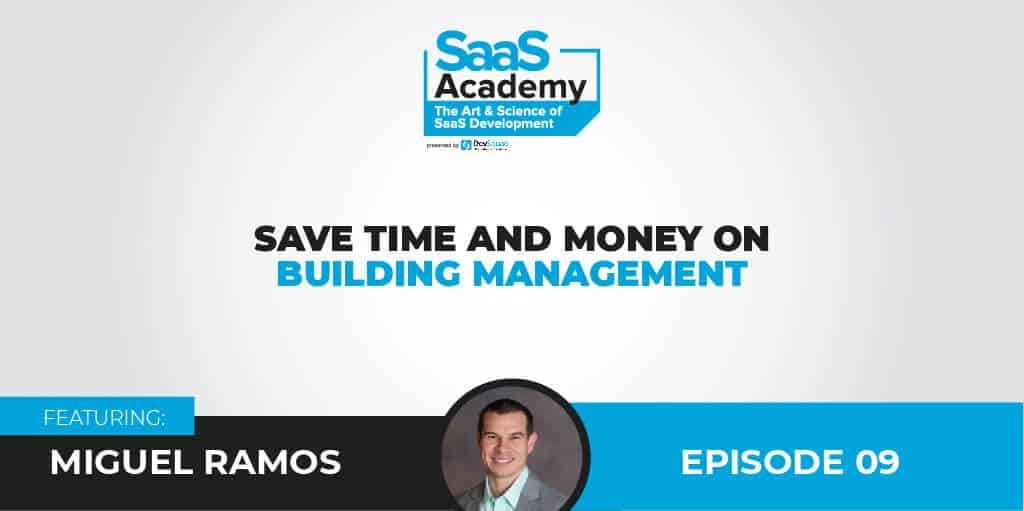 SaaS
Academy
The Art & Science of
SaaS Development
presented by DevSquad
SAVE TIME AND MONEY ON
BUILDING MANAGEMENT
FEATURING:
MIGUEL RAMOS
EPISODE 09